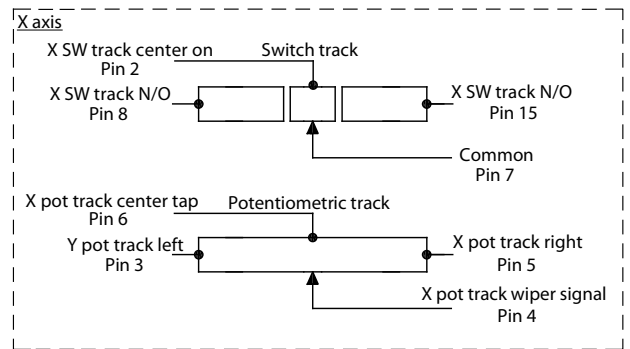 X axis
X SW track center on
Pin 2
Switch track
X SW track N/O
Pin 8
X SW track N/O
Pin 15
Common
Pin 7
X pot track center tap
Pin 6
Potentiometric track
Y pot track left
Pin 3
X pot track right
Pin 5
X pot track wiper signal
Pin 4